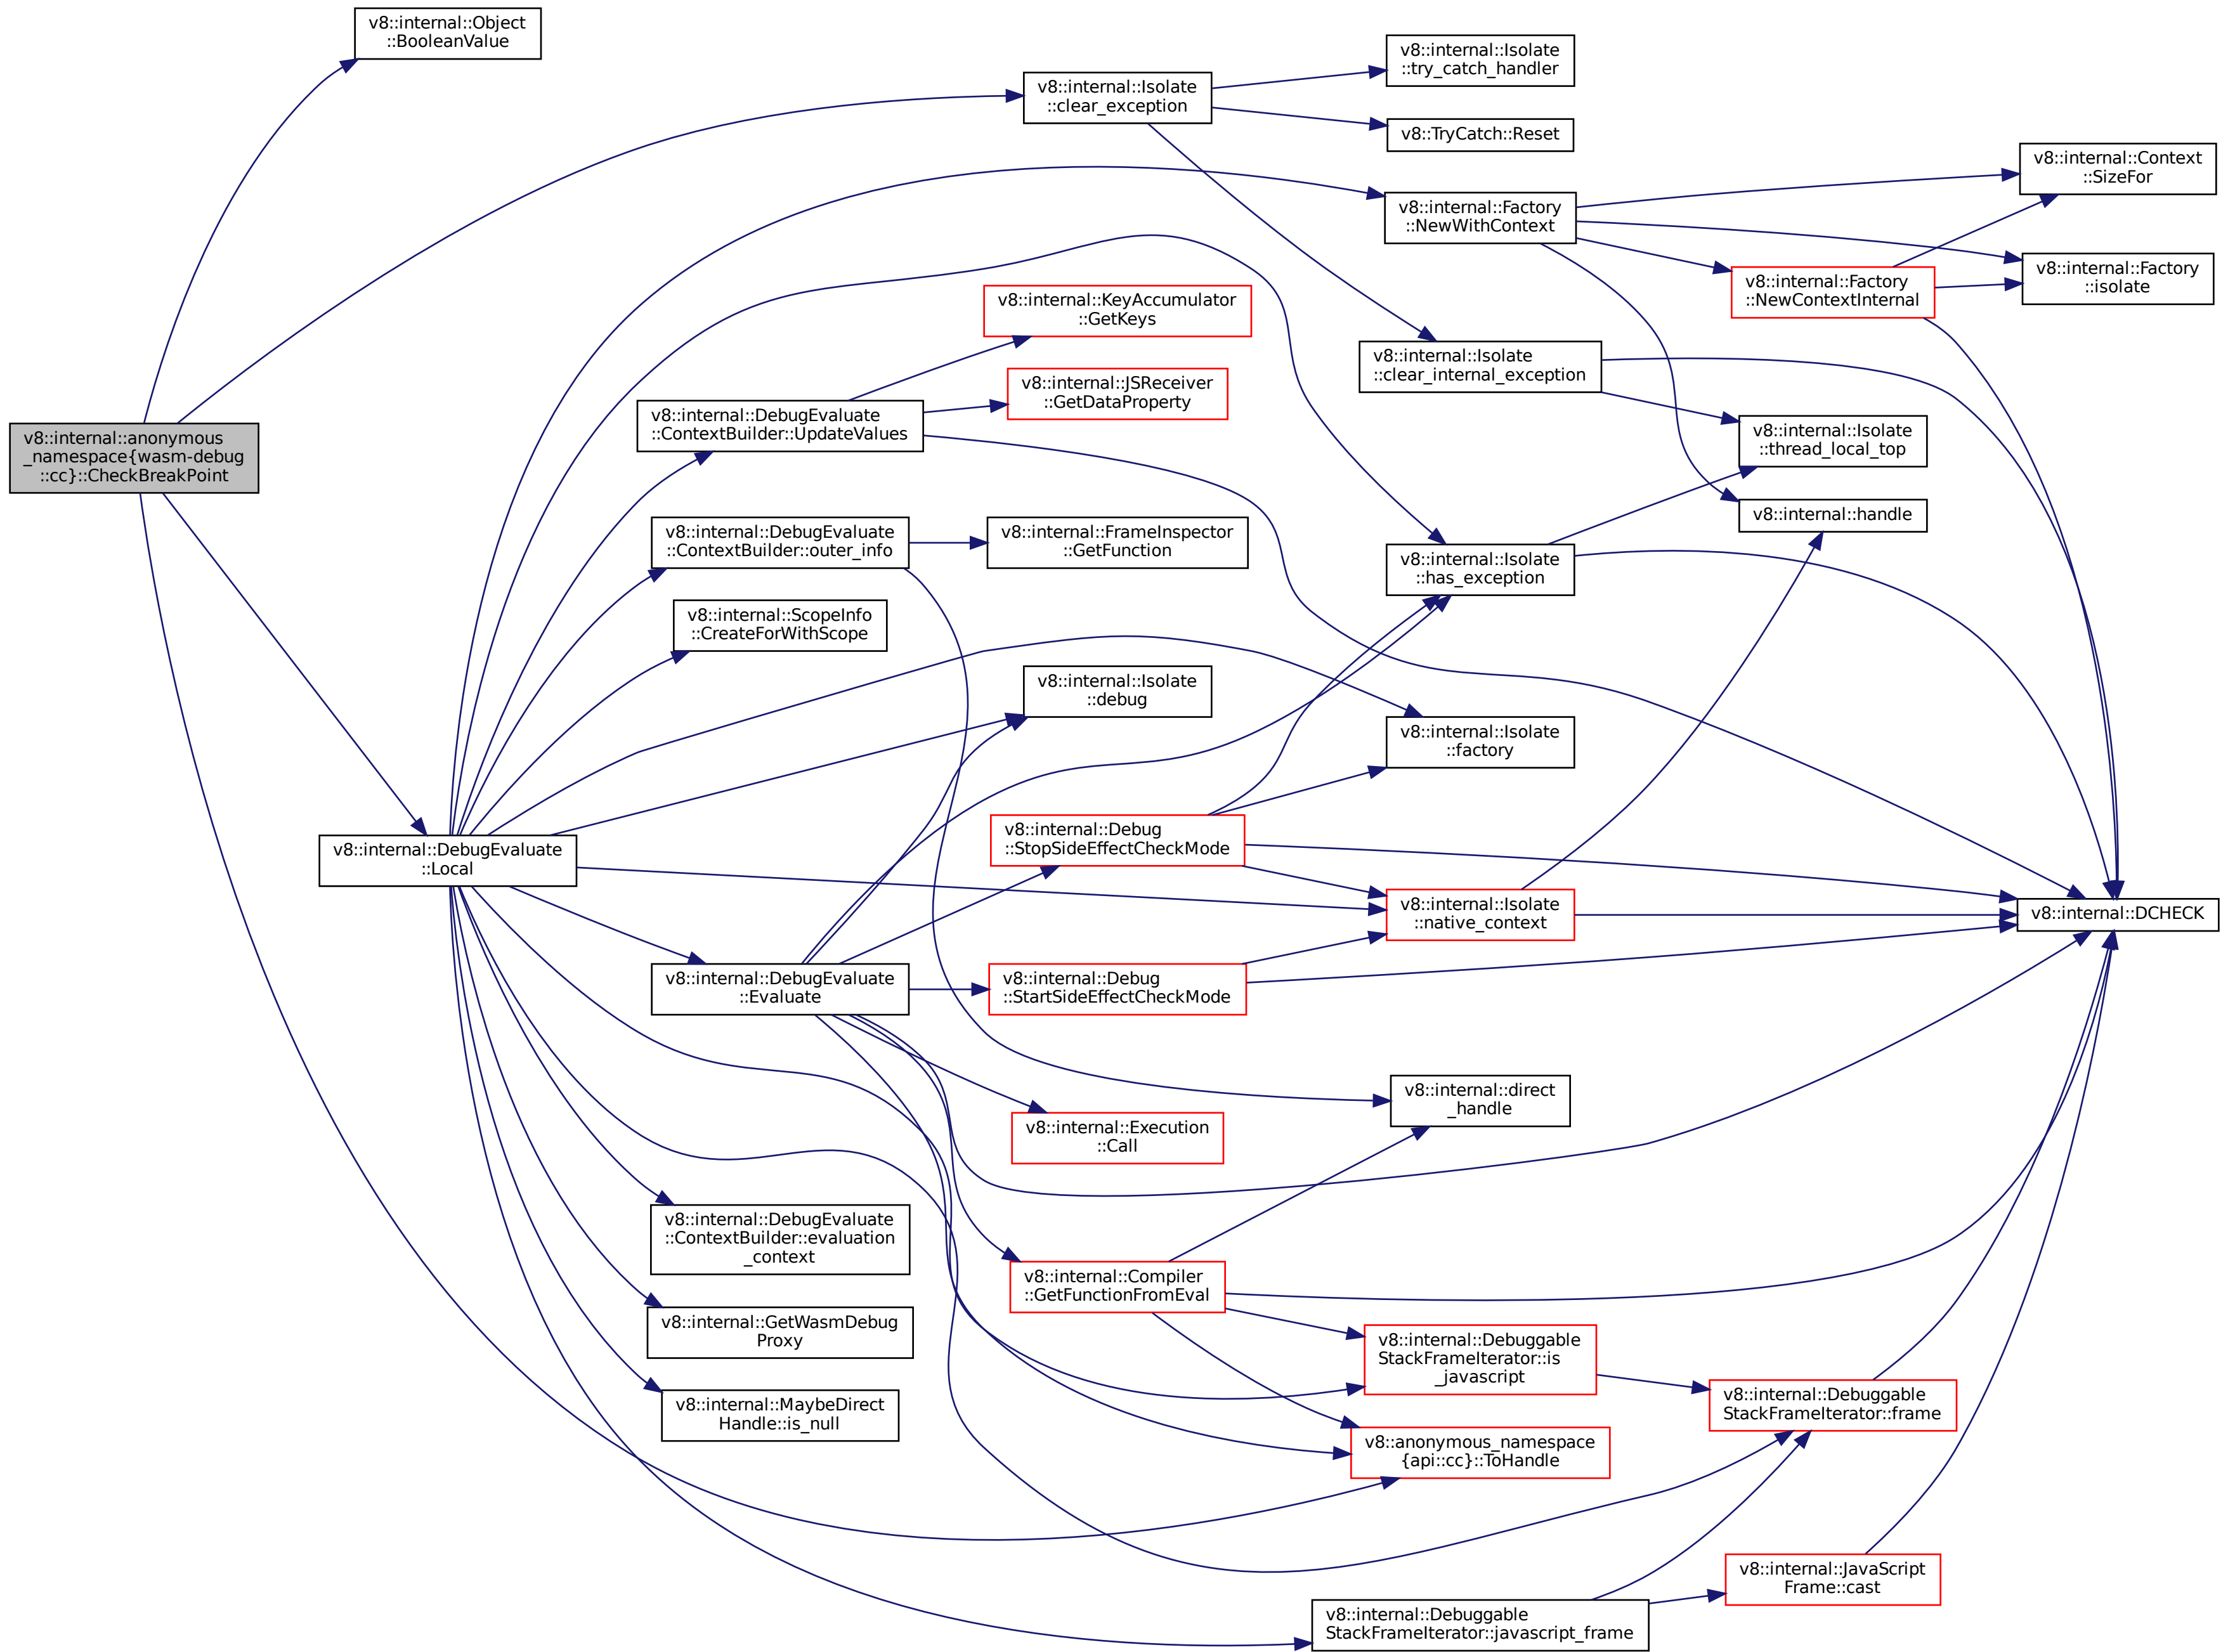 v8::internal::Object
::BooleanValue
v8::internal::Isolate
::try_catch_handler
v8::internal::Isolate
::clear_exception
v8::TryCatch::Reset
v8::internal::Context
::SizeFor
v8::internal::Factory
::NewWithContext
v8::internal::Factory
::isolate
v8::internal::Factory
::NewContextInternal
v8::internal::KeyAccumulator
::GetKeys
v8::internal::Isolate
::clear_internal_exception
v8::internal::JSReceiver
::GetDataProperty
v8::internal::DebugEvaluate
::ContextBuilder::UpdateValues
v8::internal::Isolate
::thread_local_top
v8::internal::anonymous
_namespace{wasm-debug
::cc}::CheckBreakPoint
v8::internal::handle
v8::internal::DebugEvaluate
::ContextBuilder::outer_info
v8::internal::FrameInspector
::GetFunction
v8::internal::Isolate
::has_exception
v8::internal::ScopeInfo
::CreateForWithScope
v8::internal::Isolate
::debug
v8::internal::Isolate
::factory
v8::internal::Debug
::StopSideEffectCheckMode
v8::internal::DebugEvaluate
::Local
v8::internal::Isolate
::native_context
v8::internal::DCHECK
v8::internal::DebugEvaluate
::Evaluate
v8::internal::Debug
::StartSideEffectCheckMode
v8::internal::direct
_handle
v8::internal::Execution
::Call
v8::internal::DebugEvaluate
::ContextBuilder::evaluation
_context
v8::internal::Compiler
::GetFunctionFromEval
v8::internal::GetWasmDebug
Proxy
v8::internal::Debuggable
StackFrameIterator::is
_javascript
v8::internal::Debuggable
StackFrameIterator::frame
v8::internal::MaybeDirect
Handle::is_null
v8::anonymous_namespace
{api::cc}::ToHandle
v8::internal::JavaScript
Frame::cast
v8::internal::Debuggable
StackFrameIterator::javascript_frame